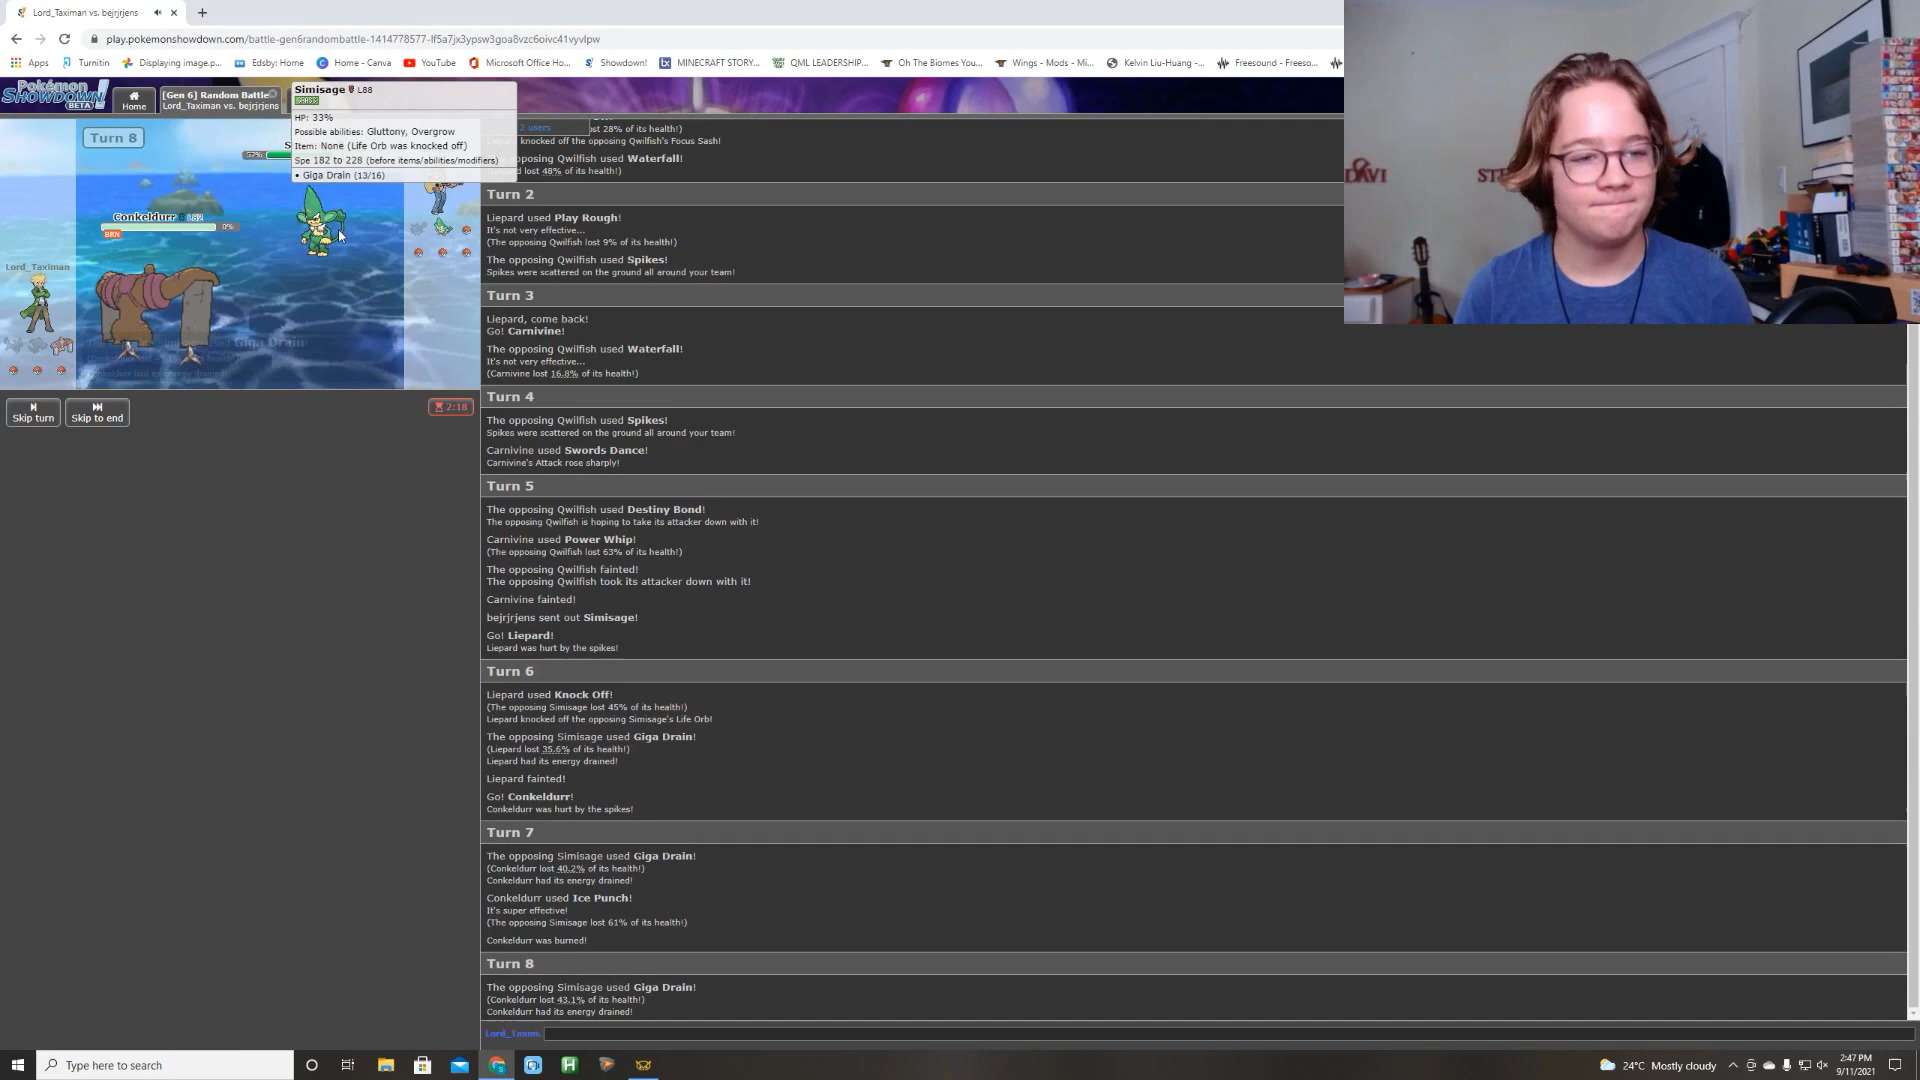 Lord_Taximan vs. bejrjrjens -
play.pokemonshowdown.com/battle-gen6randombattle-1414778577-lf5a7jx3ypsw3goa8vzc6oivc41vyvlpw
Apps
Turnitin
Displaying image.p...
Edsby: Home
Home - Canva
YouTube
Microsoft Office Ho...
Showdown!
MINECRAFT STORY...
QML LEADERSHIP...
Oh The Biomes You...
Wings - Mods - Mi...
Kelvin Liu-Huang -...
Freesound - Freeso...
Pokémon
SHOWDOWN!
BETA
Home
[Gen 6] Random Battle
Lord_Taximan vs. bejrjrjens
Simisage L88
GRASS
HP: 33%
Possible abilities: Gluttony, Overgrow
Item: None (Life Orb was knocked off)
Spe 182 to 228 (before items/abilities/modifiers)
• Giga Drain (13/16)
Turn 8
52%
Conkeldurr L82
0%
BRN
Lord_Taximan
Giga Drain!
Skip turn
Skip to end
2:18
2 users
ost 28% of its health!)
Liepard knocked off the opposing Qwilfish's Focus Sash!
opposing Qwilfish used Waterfall!
lost 48% of its health!)
Turn 2
Liepard used Play Rough!
It's not very effective...
(The opposing Qwilfish lost 9% of its health!)
The opposing Qwilfish used Spikes!
Spikes were scattered on the ground all around your team!
Turn 3
Liepard, come back!
Go! Carnivine!
The opposing Qwilfish used Waterfall!
It's not very effective...
(Carnivine lost 16.8% of its health!)
Turn 4
The opposing Qwilfish used Spikes!
Spikes were scattered on the ground all around your team!
Carnivine used Swords Dance!
Carnivine's Attack rose sharply!
Turn 5
The opposing Qwilfish used Destiny Bond!
The opposing Qwilfish is hoping to take its attacker down with it!
Carnivine used Power Whip!
(The opposing Qwilfish lost 63% of its health!)
The opposing Qwilfish fainted!
The opposing Qwilfish took its attacker down with it!
Carnivine fainted!
bejrjrjens sent out Simisage!
Go! Liepard!
Liepard was hurt by the spikes!
Turn 6
Liepard used Knock Off!
(The opposing Simisage lost 45% of its health!)
Liepard knocked off the opposing Simisage's Life Orb!
The opposing Simisage used Giga Drain!
(Liepard lost 35.6% of its health!)
Liepard had its energy drained!
Liepard fainted!
Go! Conkeldurr!
Conkeldurr was hurt by the spikes!
Turn 7
The opposing Simisage used Giga Drain!
(Conkeldurr lost 40.2% of its health!)
Conkeldurr had its energy drained!
Conkeldurr used Ice Punch!
It's super effective!
(The opposing Simisage lost 61% of its health!)
Conkeldurr was burned!
Turn 8
The opposing Simisage used Giga Drain!
(Conkeldurr lost 43.1% of its health!)
Conkeldurr had its energy drained!
Lord_Taxim
DAVI
Type here to search
24°C Mostly cloudy
2:47 PM
9/11/2021